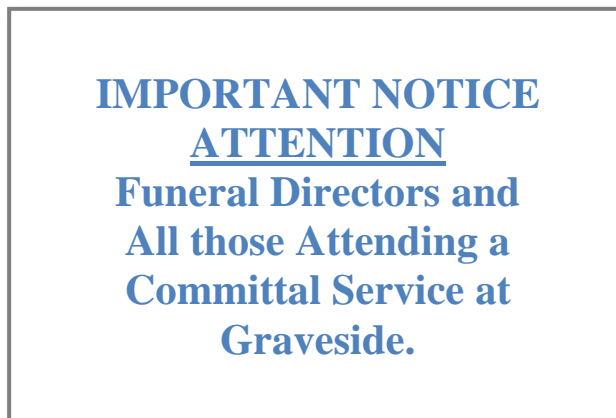 IMPORTANT NOTICE
ATTENTION
Funeral Directors and
All those Attending a
Committal Service at
Graveside.